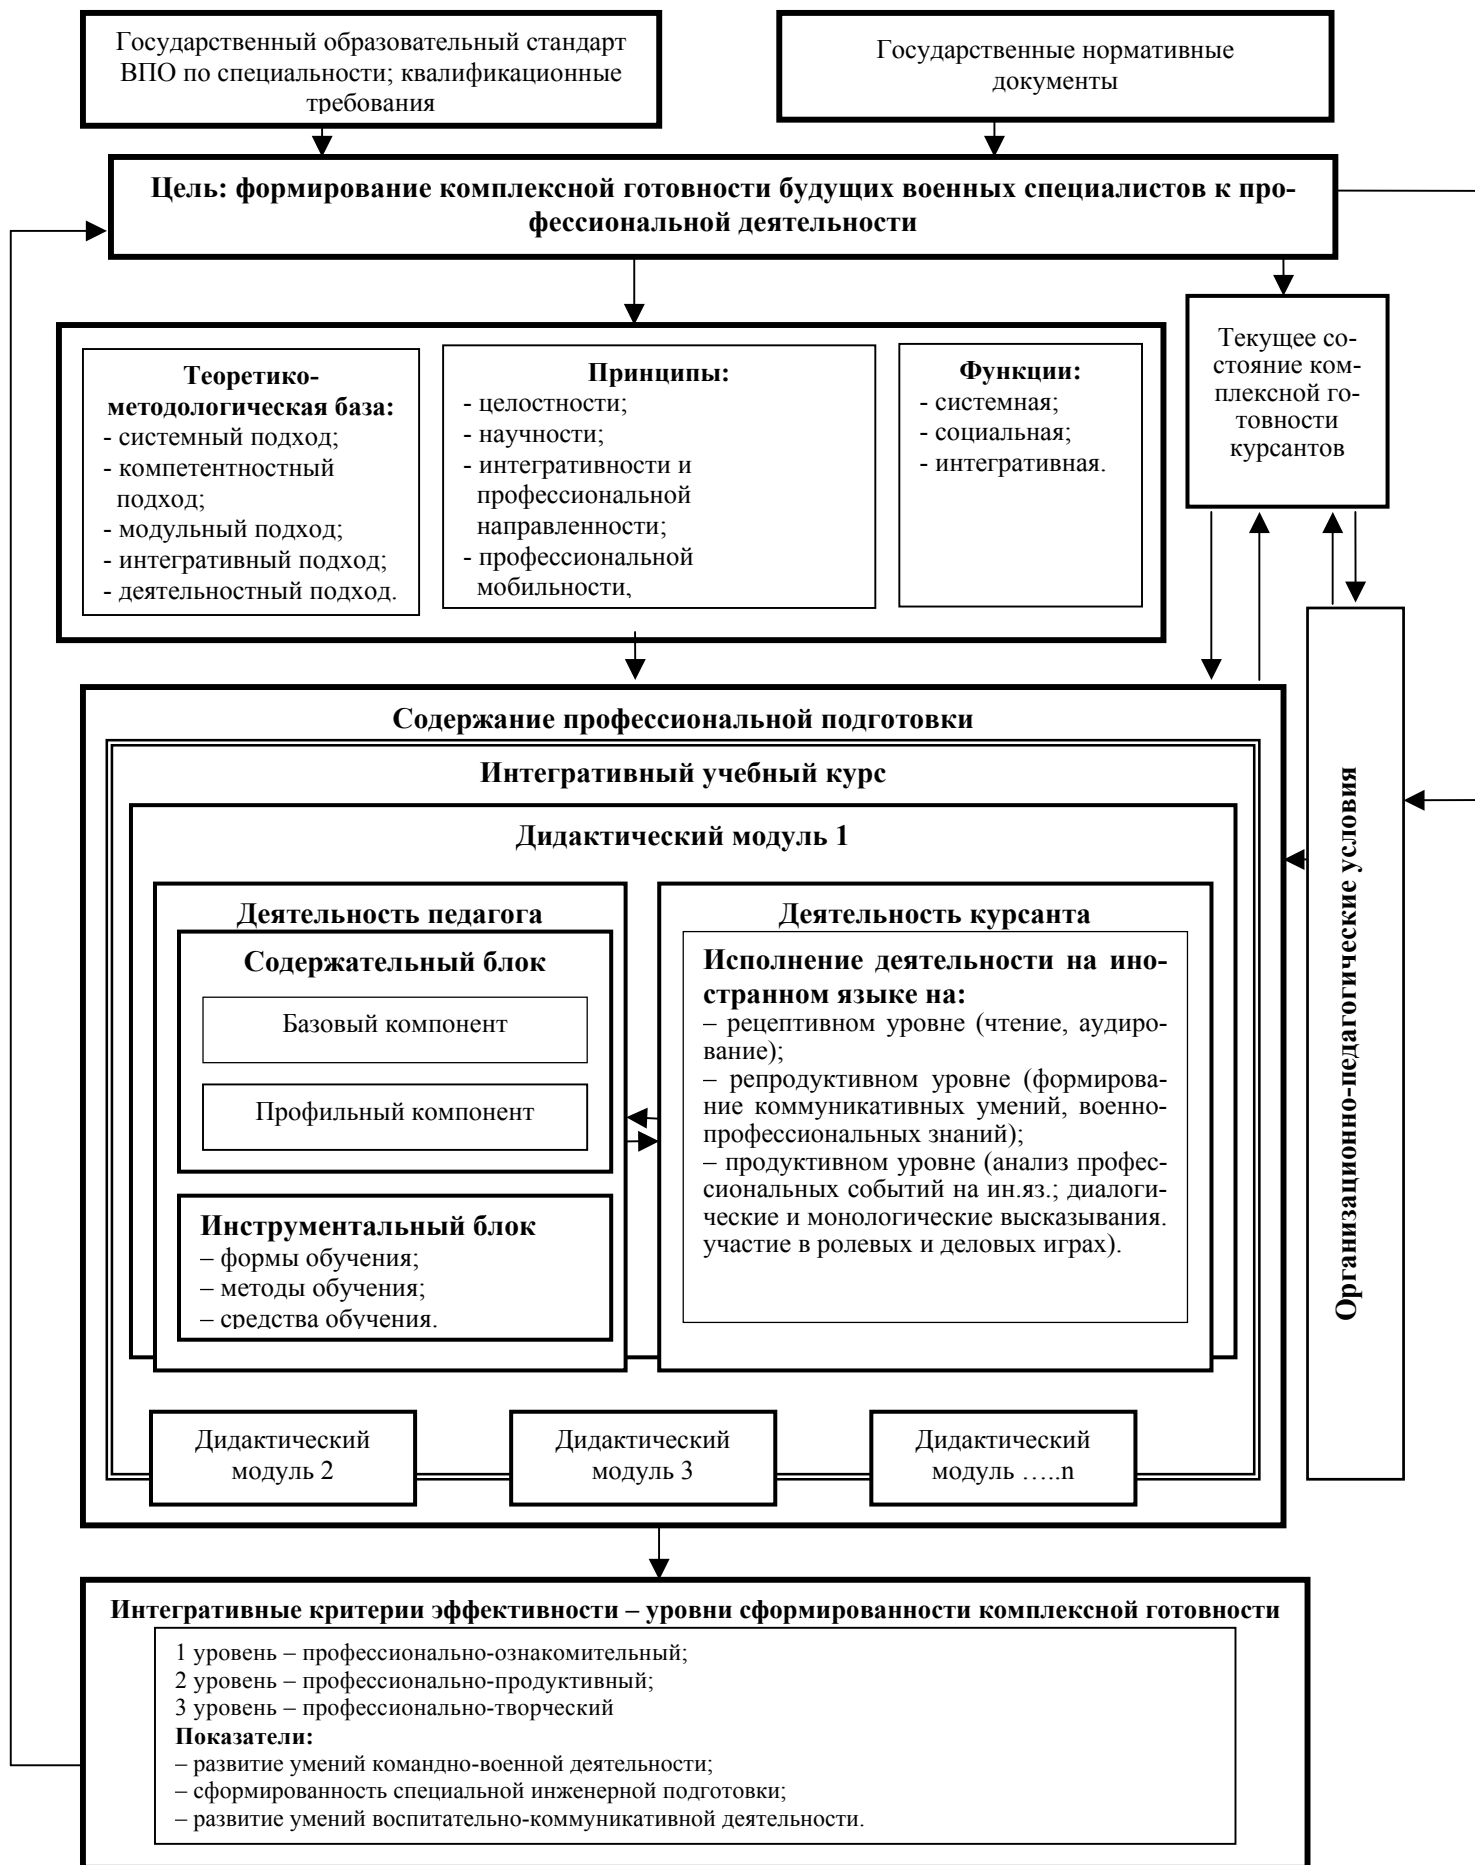 Государственный образовательный стандарт
ВПО по специальности; квалификационные
требования
Государственные нормативные
документы
Цель: формирование комплексной готовности будущих военных специалистов к про-
фессиональной деятельности
Теоретико-
методологическая база:
- системный подход;
- компетентностный
подход;
- модульный подход;
- интегративный подход;
- деятельностный подход.
Принципы:
- целостности;
- научности;
- интегративности и
профессиональной
направленности;
- профессиональной
мобильности,
Функции:
- системная;
- социальная;
- интегративная.
Текущее со-
стояние ком-
плексной го-
товности
курсантов
Содержание профессиональной подготовки
Интегративный учебный курс
Дидактический модуль 1
Деятельность педагога
Содержательный блок
Базовый компонент
Профильный компонент
Инструментальный блок
– формы обучения;
– методы обучения;
– средства обучения.
Деятельность курсанта
Исполнение деятельности на ино-
странном языке на:
– рецептивном уровне (чтение, аудиро-
вание);
– репродуктивном уровне (формирова-
ние коммуникативных умений, военно-
профессиональных знаний);
– продуктивном уровне (анализ профес-
сиональных событий на ин.яз.; диалоги-
ческие и монологические высказывания.
участие в ролевых и деловых играх).
Организационно-педагогические условия
Дидактический
модуль 2
Дидактический
модуль 3
Дидактический
модуль …..n
Интегративные критерии эффективности – уровни сформированности комплексной готовности
1 уровень – профессионально-ознакомительный;
2 уровень – профессионально-продуктивный;
3 уровень – профессионально-творческий
Показатели:
– развитие умений командно-военной деятельности;
– сформированность специальной инженерной подготовки;
– развитие умений воспитательно-коммуникативной деятельности.